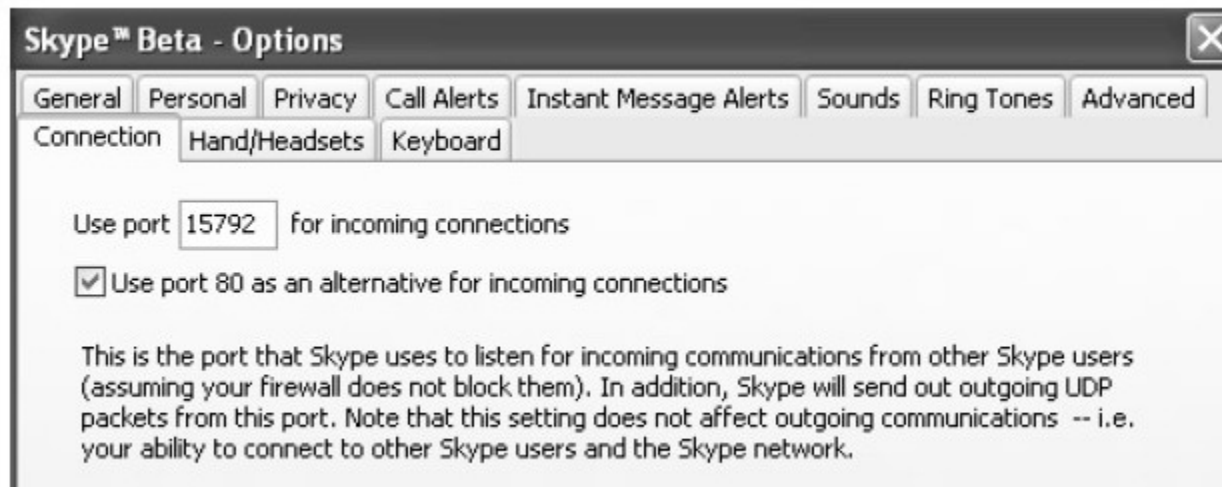 Skype™ Beta - Options
General Personal Privacy Call Alerts Instant Message Alerts Sounds Ring Tones Advanced
Connection Hand/Headsets Keyboard
Use port 15792 for incoming connections
Use port 80 as an alternative for incoming connections
This is the port that Skype uses to listen for incoming communications from other Skype users
(assuming your firewall does not block them). In addition, Skype will send out outgoing UDP
packets from this port. Note that this setting does not affect outgoing communications -- i.e.
your ability to connect to other Skype users and the Skype network.